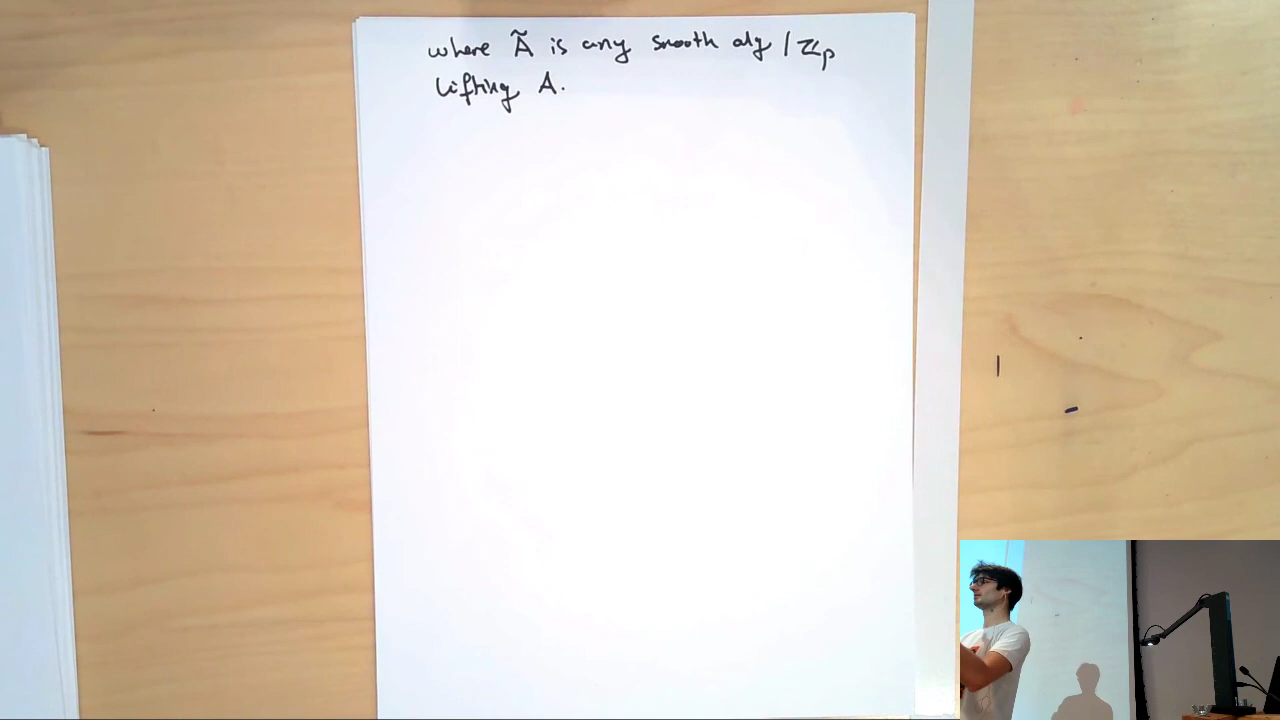 where Ã is any smooth alg / ℤp
lifting A.